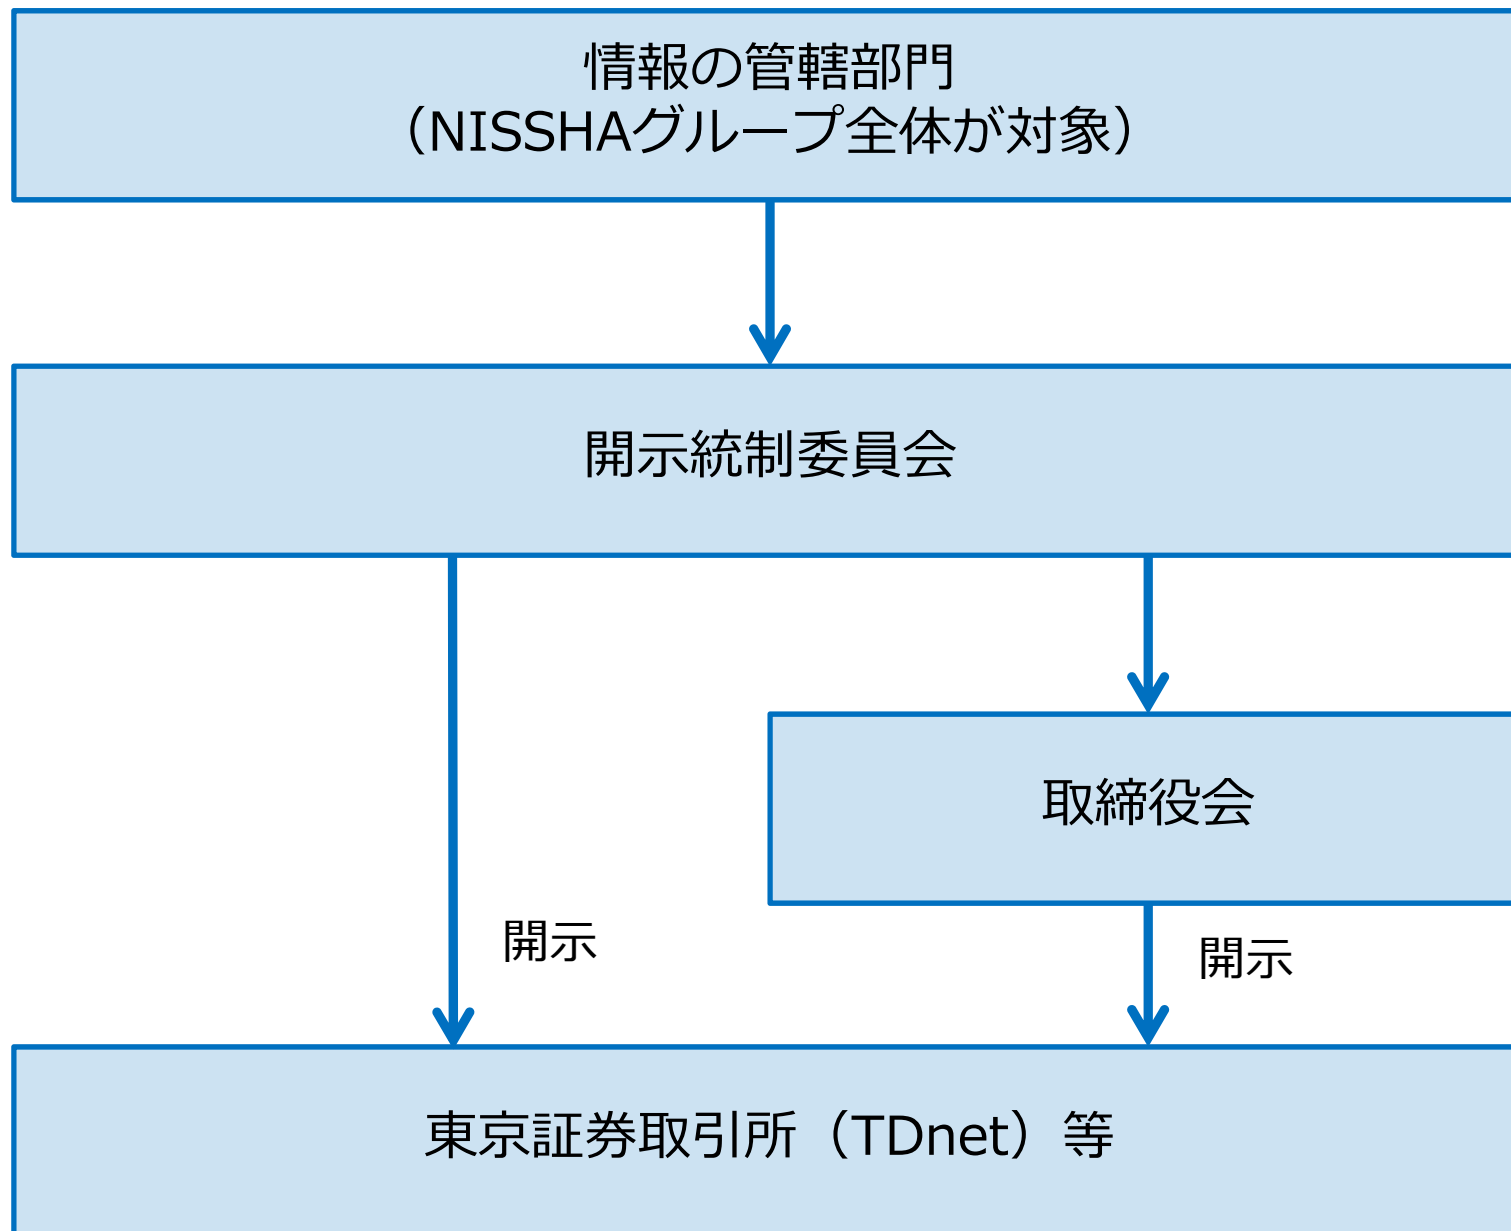 情報の管轄部門
（NISSHAグループ全体が対象）
開示統制委員会
取締役会
開示
開示
東京証券取引所（TDnet）等